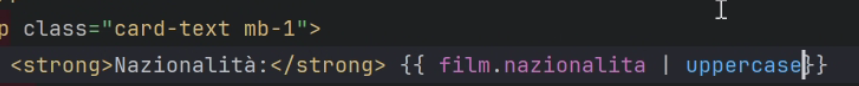 p class="card-text mb-1">
<strong>Nazionalità:</strong> {{ film.nazionalita | uppercase}}